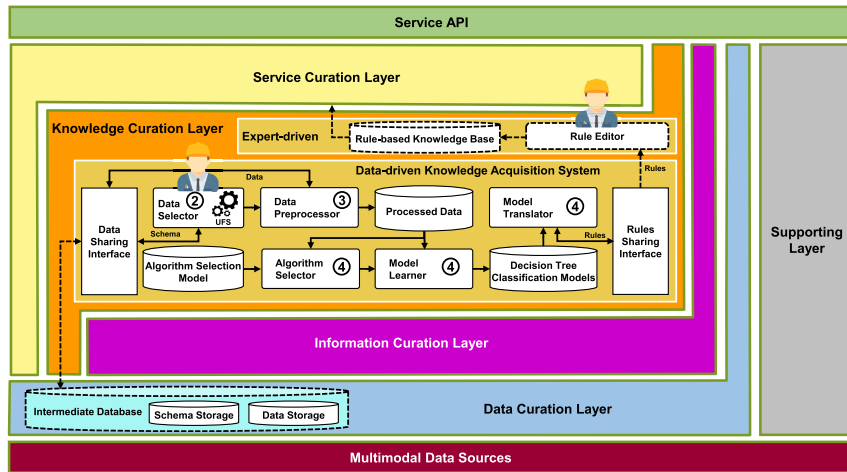 Service API
Service Curation Layer
Knowledge Curation Layer
Expert-driven
Rule-based Knowledge Base
Rule Editor
Data-driven Knowledge Acquisition System
Rules
Data
Data
Sharing
Interface
Data
Selector
2
UFS
Schema
Data
Preprocessor
3
Processed Data
Model
Translator
4
Rules
Rules
Sharing
Interface
Algorithm Selection
Model
Algorithm
Selector
4
Model
Learner
4
Decision Tree
Classification Models
Supporting
Layer
Information Curation Layer
Intermediate Database
Schema Storage
Data Storage
Data Curation Layer
Multimodal Data Sources